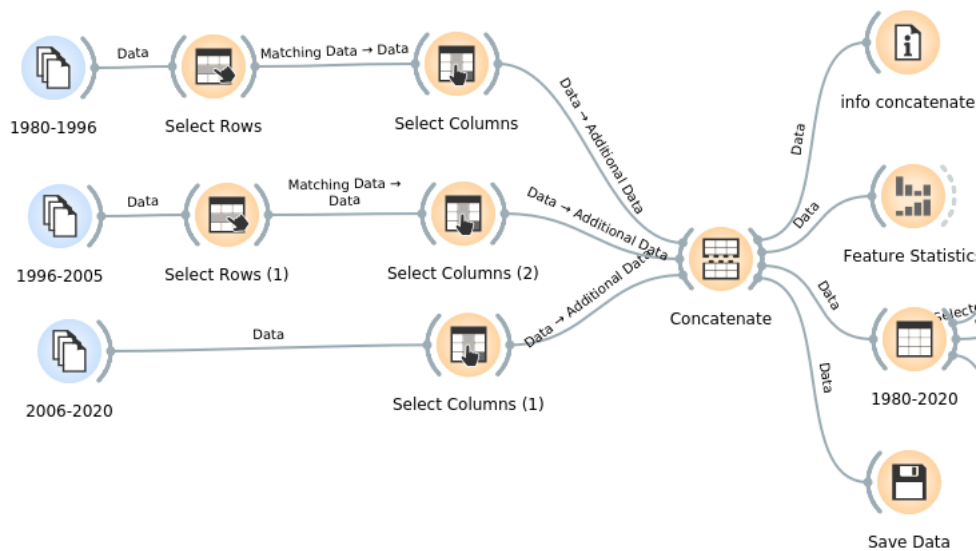 Data
Matching Data → Data
1980-1996
Select Rows
Select Columns
Data → Additional Data
Data
info concatenate
Data
Matching Data →
Data
1996-2005
Select Rows (1)
Select Columns (2)
Data → Additional Data
Data
Feature Statistics
Data
2006-2020
Select Columns (1)
Data → Additional Data
Concatenate
Data
1980-2020
Data
Save Data